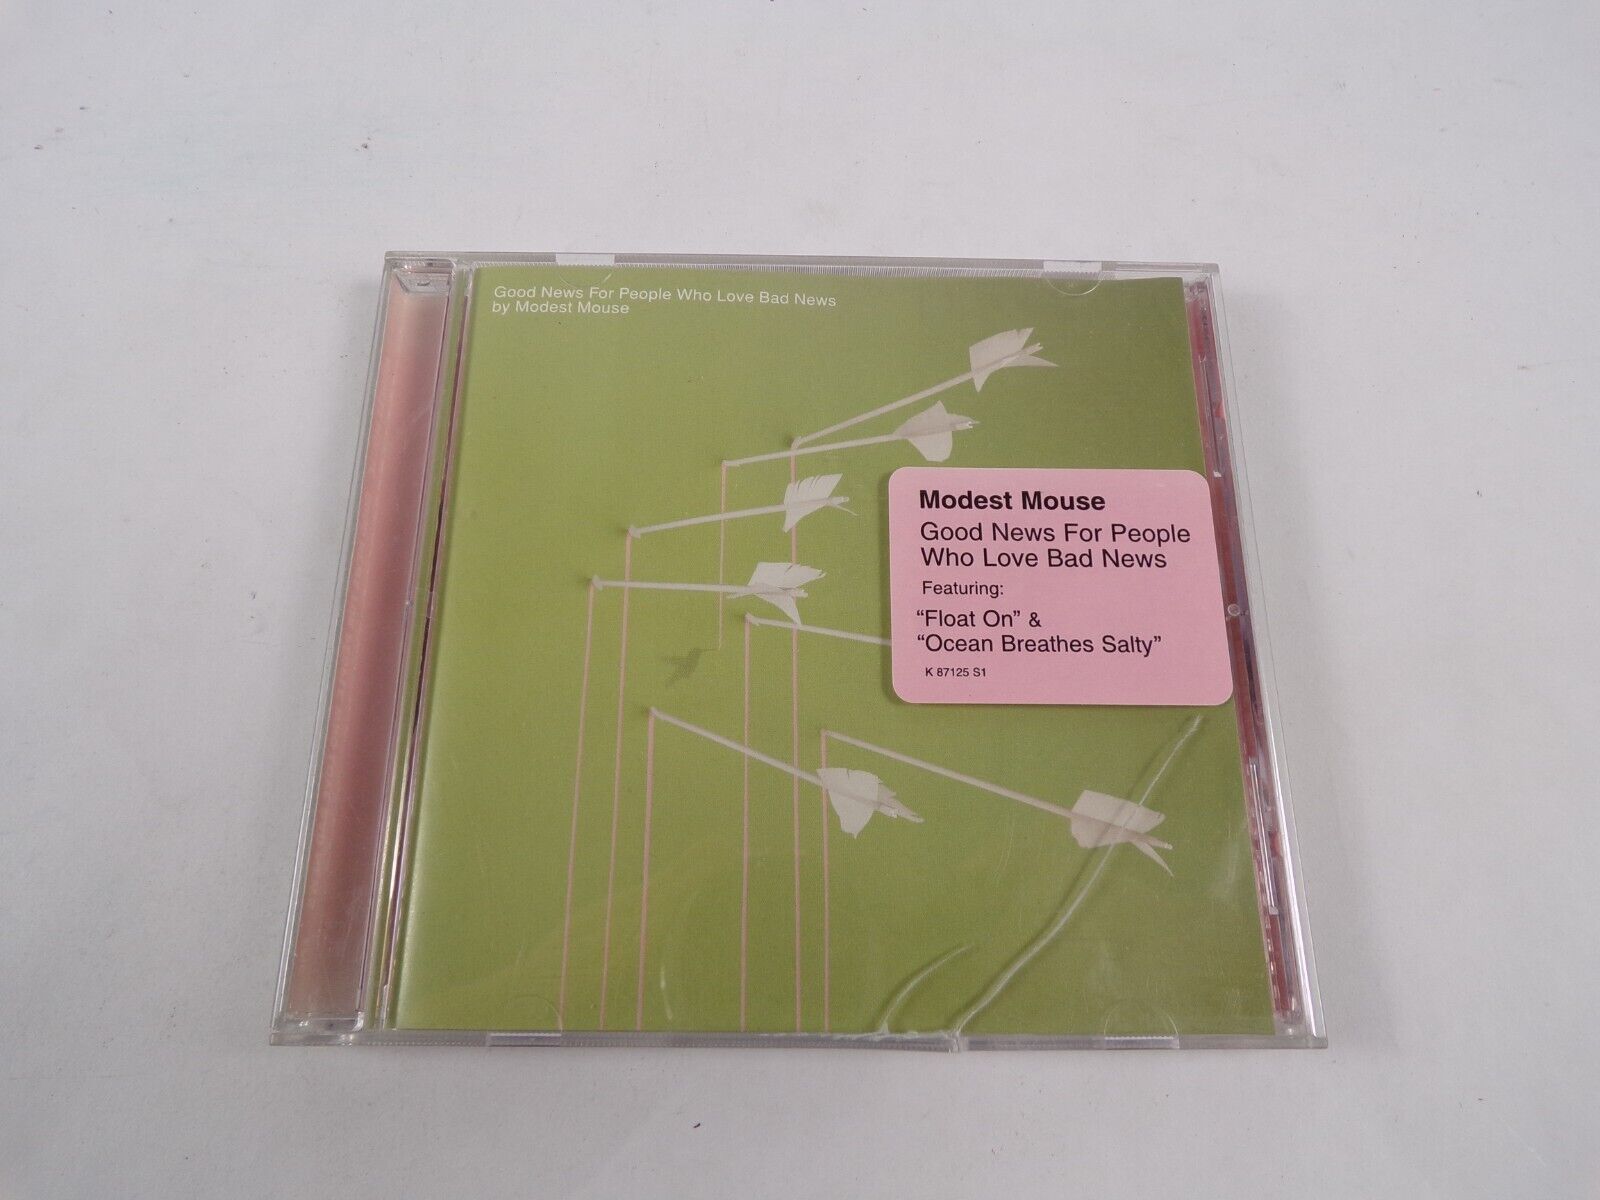 Good News For People Who Love Bad News
by Modest Mouse
Modest Mouse
Good News For People
Who Love Bad News
Featuring:
“Float On” &
“Ocean Breathes Salty”
K 87125 S1